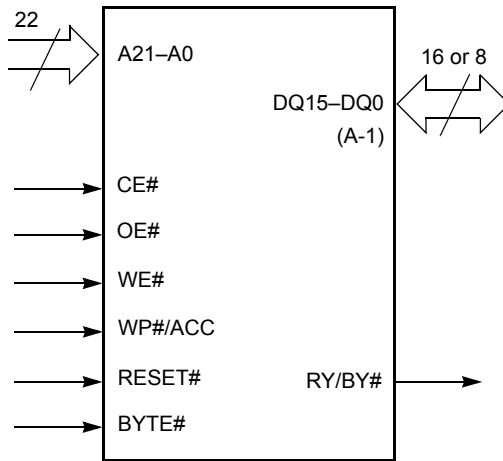 22
A21–A0
16 or 8
DQ15–DQ0
(A-1)
CE#
OE#
WE#
WP#/ACC
RESET#
RY/BY#
BYTE#